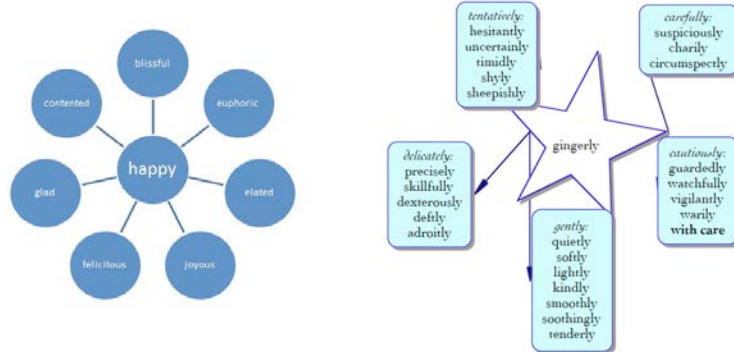 blissful
contented
euphoric
happy
glad
elated
felicitous
joyous
tentatively:
hesitantly
uncertainly
timidly
shyly
sheepishly
carefully:
suspiciously
charily
circumspectly
gingerly
delicately:
precisely
skillfully
dexterously
deftly
adroitly
cautiously:
guardedly
watchfully
vigilantly
warily
with care
gently:
quietly
softly
lightly
kindly
smoothly
soothingly
tenderly